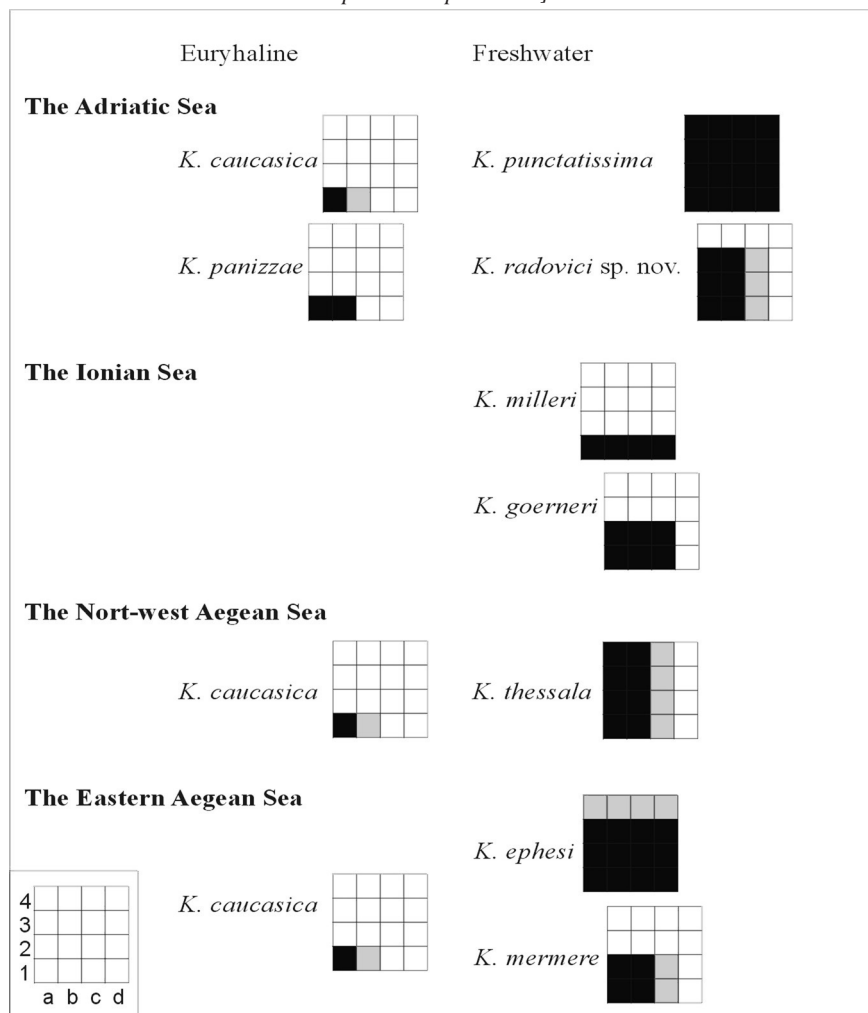 Euryhaline Freshwater
The Adriatic Sea
K. caucasica K. punctatissima
K. panizzae K. radovici sp. nov.
The Ionian Sea
K. milleri
K. goerneri
The Nort-west Aegean Sea
K. caucasica K. thessala
The Eastern Aegean Sea
K. ephesi
K. caucasica
K. mermere
4
3
2
1
a b c d